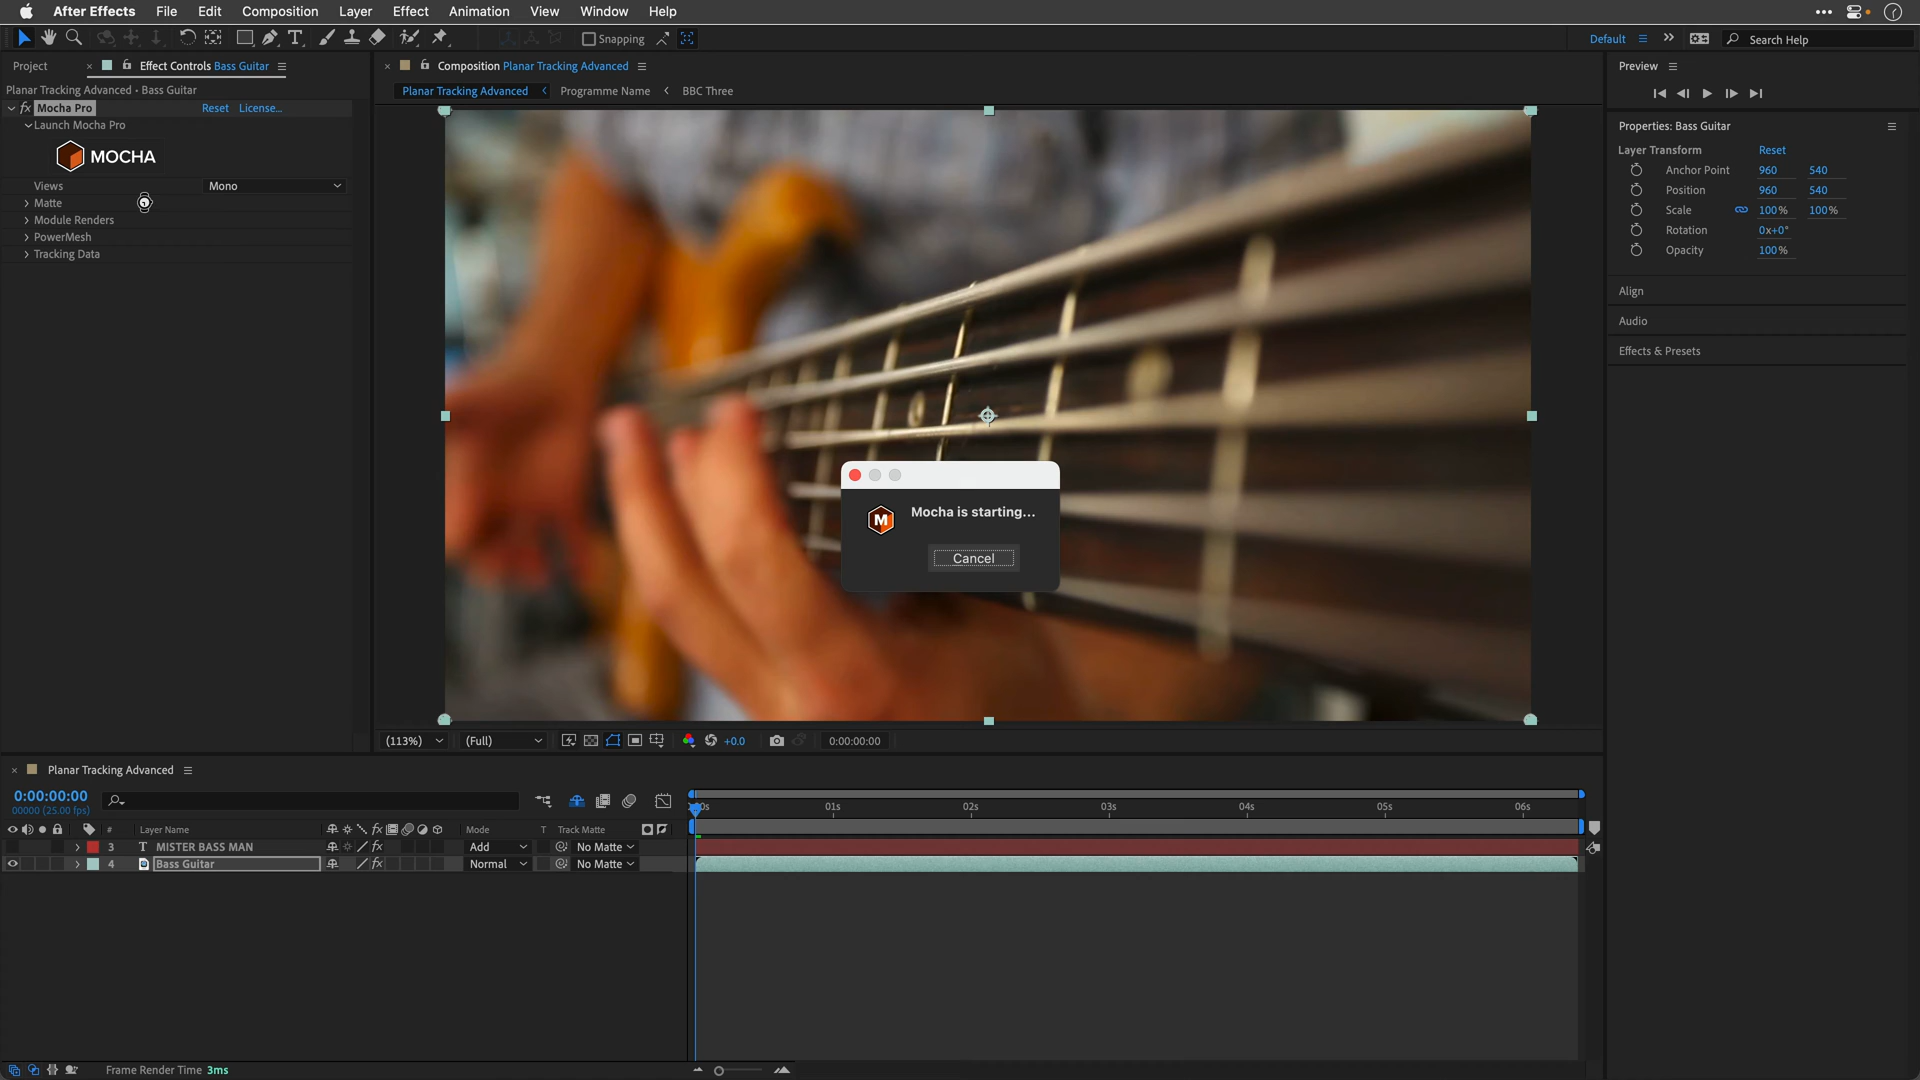 After Effects File Edit Composition Layer Effect Animation View Window Help
Snapping
Default
Search Help
Project
Effect Controls Bass Guitar
Planar Tracking Advanced • Bass Guitar
fx Mocha Pro Reset License...
Launch Mocha Pro
MOCHA
Views Mono
Matte
Module Renders
PowerMesh
Tracking Data
Composition Planar Tracking Advanced
Planar Tracking Advanced Programme Name BBC Three
Mocha is starting...
Cancel
(113%) (Full) +0.0 0:00:00:00
Preview
Properties: Bass Guitar
Layer Transform Reset
Anchor Point 960 540
Position 960 540
Scale 100% 100%
Rotation 0x+0°
Opacity 100%
Align
Audio
Effects & Presets
Planar Tracking Advanced
0:00:00:00
00000 (25.00 fps)
01s 02s 03s 04s 05s 06s
# Layer Name Mode T Track Matte
3 T MISTER BASS MAN Add No Matte
4 Bass Guitar Normal No Matte
Frame Render Time 3ms